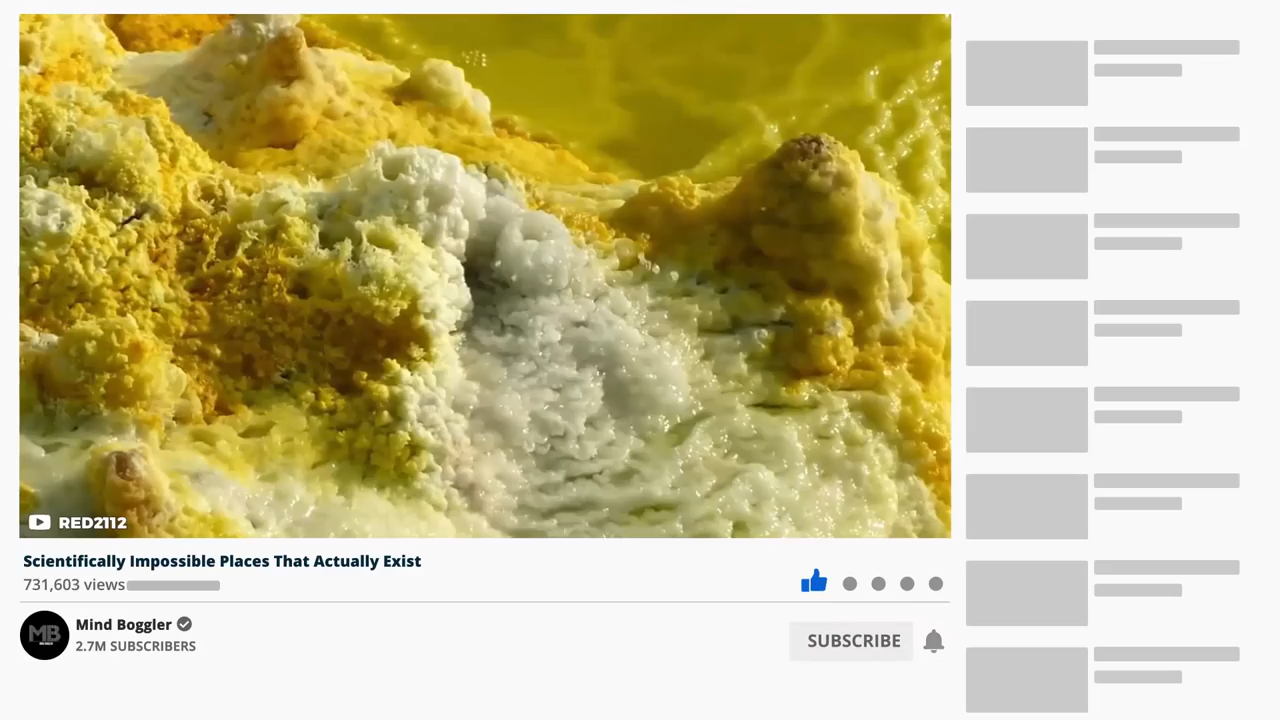 RED2112
Scientifically Impossible Places That Actually Exist
731,603 views
MB
Mind Boggler
2.7M SUBSCRIBERS
SUBSCRIBE